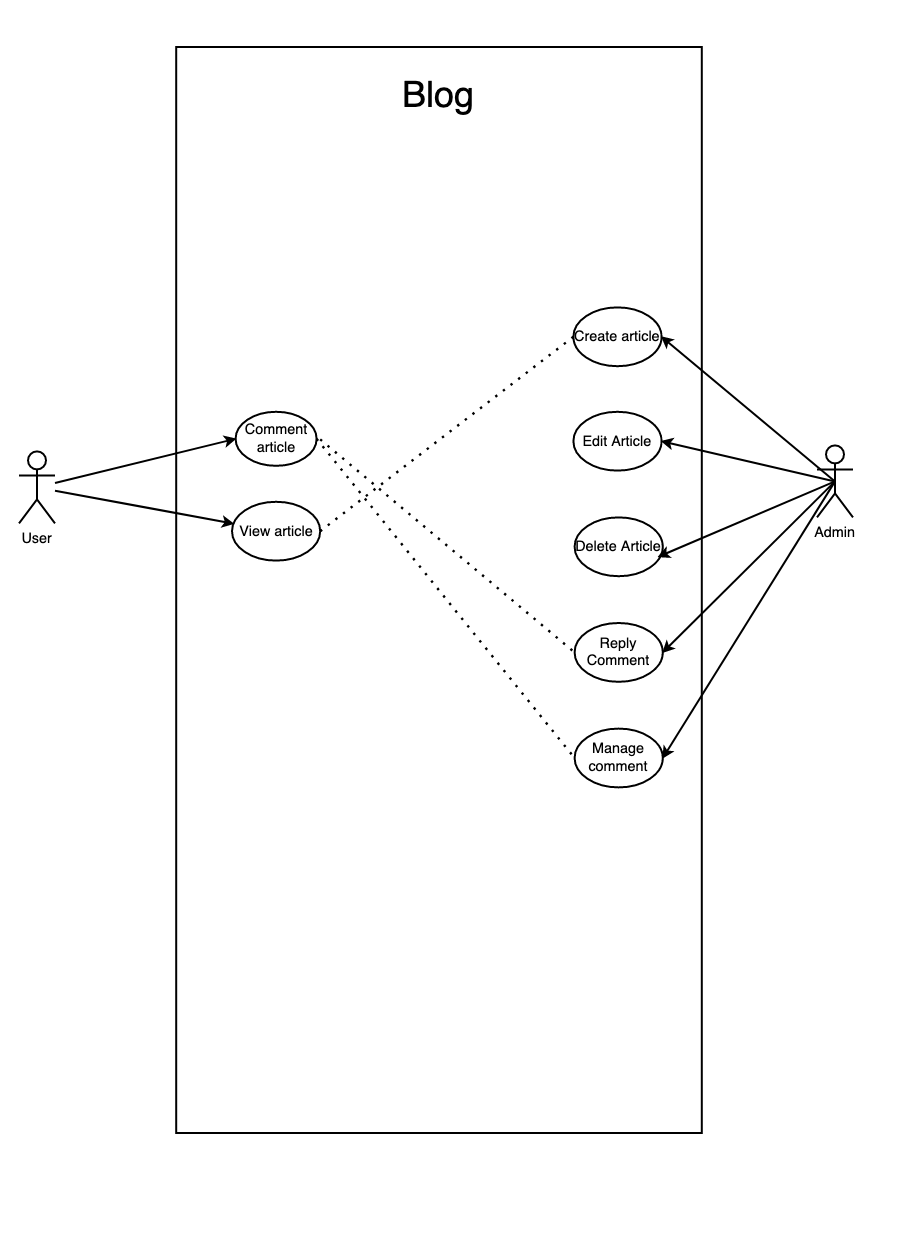 Blog
Create article
Comment
article
Edit Article
User
View article
Admin
Delete Article
Reply
Comment
Manage
comment